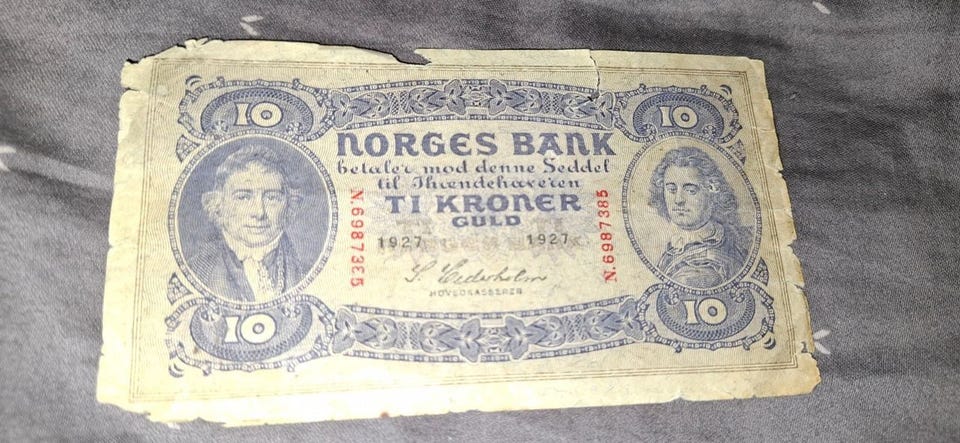 10
10
NORGES BANK
betaler mod denne Seddel
til Ihændehaveren
TI KRONER
GULD
1927 1927
N.6987385
N.6987385
HOVEDKASSERER
10
10